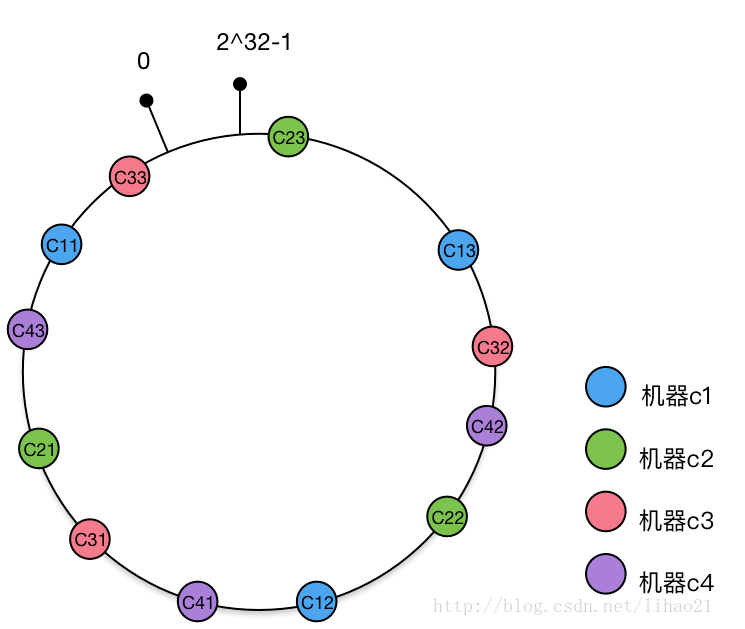 2^32-1
0
C23
C33
C11
C13
C43
C32
C42
C21
C22
C31
C41
C12
机器c1
机器c2
机器c3
机器c4
http://blog.csdn.net/lihao21